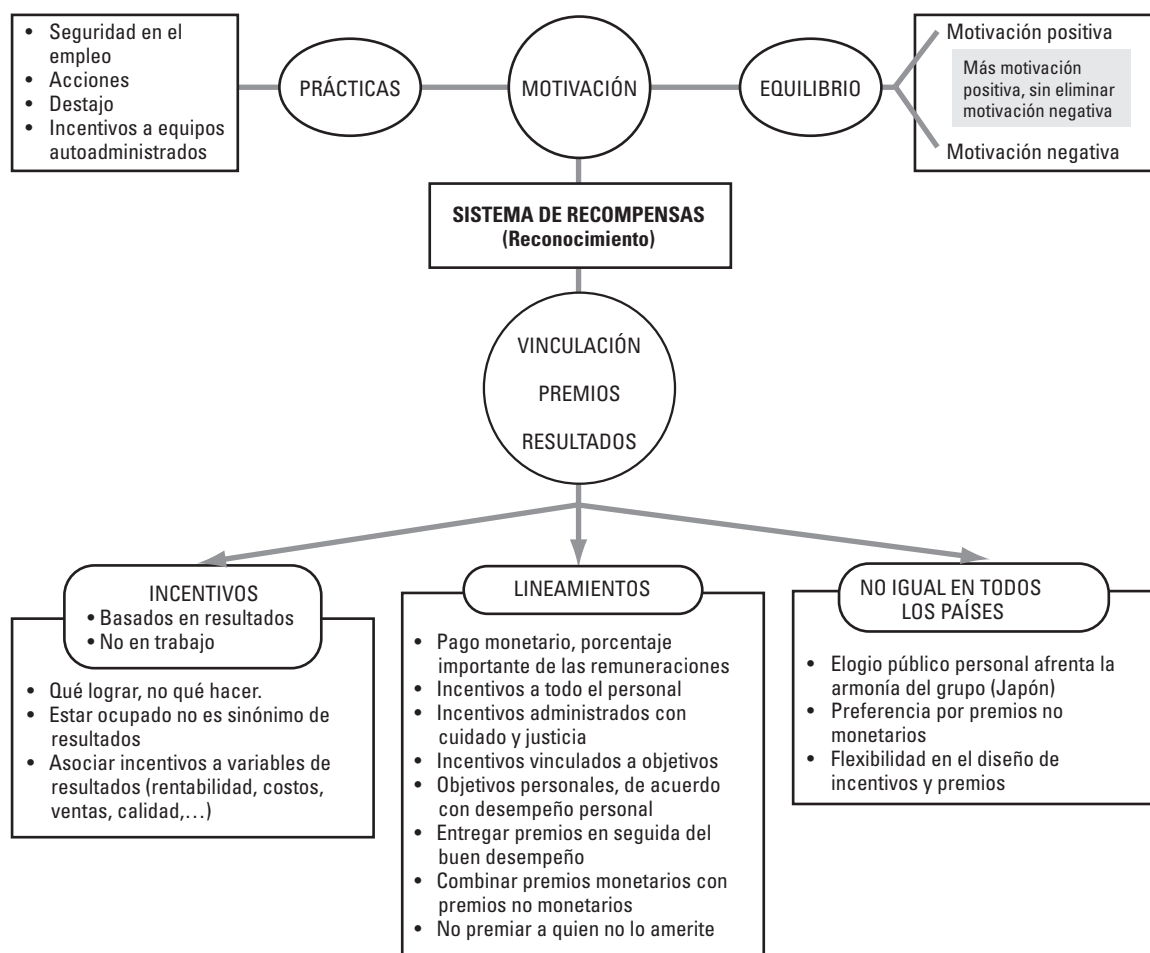 • Seguridad en el
empleo
• Acciones
• Destajo
• Incentivos a equipos
autoadministrados
PRÁCTICAS
MOTIVACIÓN
EQUILIBRIO
Motivación positiva
Más motivación
positiva, sin eliminar
motivación negativa
Motivación negativa
SISTEMA DE RECOMPENSAS
(Reconocimiento)
VINCULACIÓN
PREMIOS
RESULTADOS
INCENTIVOS
• Basados en resultados
• No en trabajo
• Qué lograr, no qué hacer.
• Estar ocupado no es sinónimo de
resultados
• Asociar incentivos a variables de
resultados (rentabilidad, costos,
ventas, calidad,…)
LINEAMIENTOS
• Pago monetario, porcentaje
importante de las remuneraciones
• Incentivos a todo el personal
• Incentivos administrados con
cuidado y justicia
• Incentivos vinculados a objetivos
• Objetivos personales, de acuerdo
con desempeño personal
• Entregar premios en seguida del
buen desempeño
• Combinar premios monetarios con
premios no monetarios
• No premiar a quien no lo amerite
NO IGUAL EN TODOS
LOS PAÍSES
• Elogio público personal afrenta la
armonía del grupo (Japón)
• Preferencia por premios no
monetarios
• Flexibilidad en el diseño de
incentivos y premios